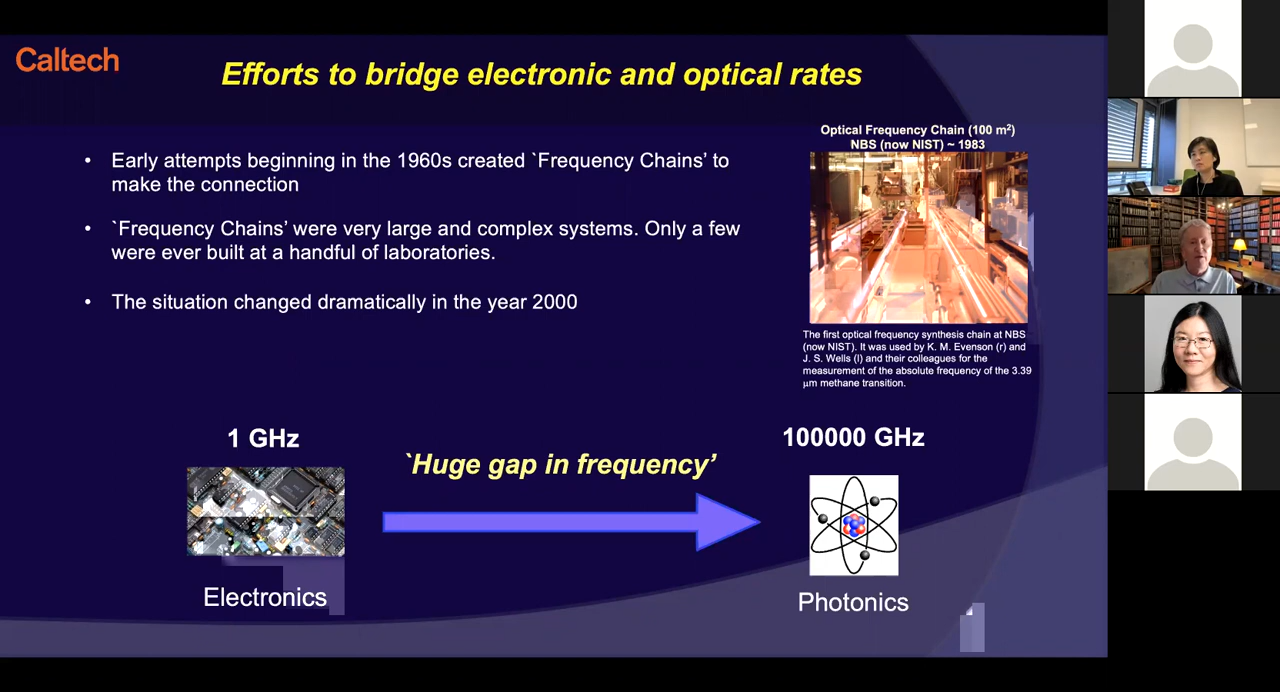 Caltech
Efforts to bridge electronic and optical rates
• Early attempts beginning in the 1960s created `Frequency Chains’ to
make the connection
• `Frequency Chains’ were very large and complex systems. Only a few
were ever built at a handful of laboratories.
• The situation changed dramatically in the year 2000
Optical Frequency Chain (100 m²)
NBS (now NIST) ~ 1983
The first optical frequency synthesis chain at NBS
(now NIST). It was used by K. M. Evenson (r) and
J. S. Wells (l) and their colleagues for the
measurement of the absolute frequency of the 3.39
μm methane transition.
1 GHz
`Huge gap in frequency’
100000 GHz
Electronics
Photonics